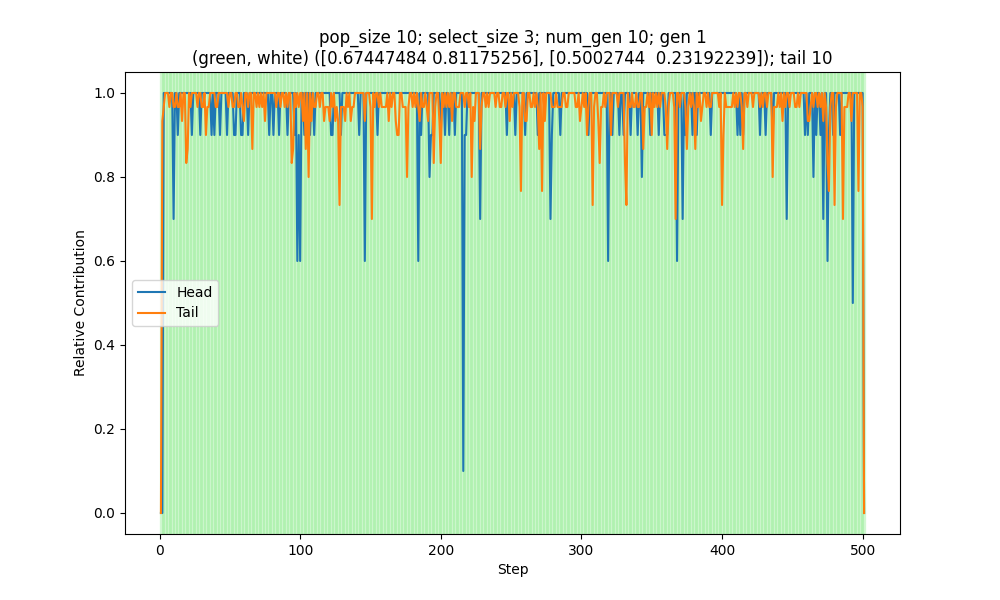 pop_size 10; select_size 3; num_gen 10; gen 1
(green, white) ([0.67447484 0.81175256], [0.5002744  0.23192239]); tail 10
1.0
0.8
0.6
0.4
0.2
0.0
Relative Contribution
Head
Tail
0
100
200
300
400
500
Step